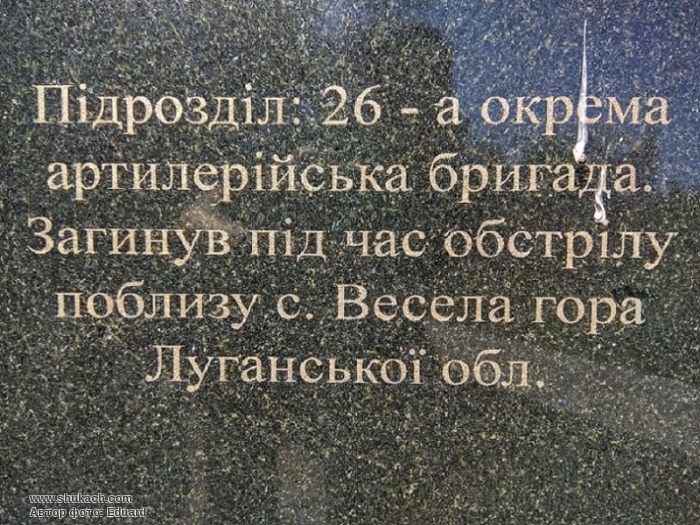 Підрозділ: 26 - а окрема
артилерійська бригада.
Загинув під час обстрілу
поблизу с. Весела гора
Луганської обл.
www.shukach.com
Автор фото: Eduard